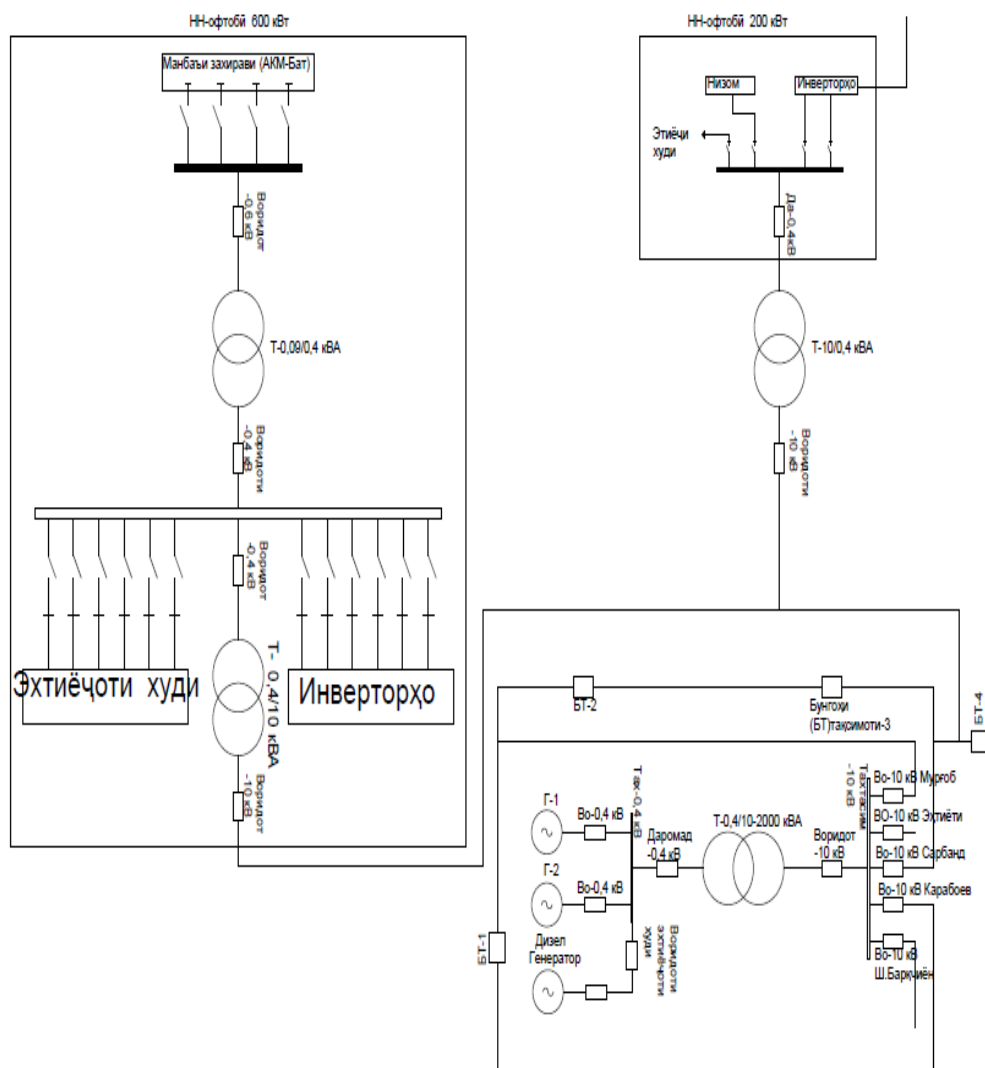 НН-офтобӣ 600 кВт
Манбаъи захирави (АКМ-Бат)
Воридот
-0,6 кВ
Т-0,09/0,4 кВА
Воридоти
-0,4 кВ
Воридот
-0,4 кВ
Эхтиёҷоти худи
Т- 0,4/10 кВА
Инверторҳо
Воридот
-10 кВ
НН-офтобӣ 200 кВт
Низом
Инверторҳо
Этиёҷи
худи
Да-0,4кВ
Т-10/0,4 кВА
Воридоти
-10 кВ
БТ-2
Бунгоҳи
(БТ)тақсимоти-3
БТ-4
Тах-0,4 кВ
Тахтасим
-10 кВ
Во-10 кВ Мурғоб
ВО-10 кВ Эҳтиёти
Во-10 кВ Сарбанд
Во-10 кВ Карабоев
Во-10 кВ
Ш.Барқчиён
Г-1
Во-0,4 кВ
Даромад
-0,4 кВ
Т-0,4/10-2000 кВА
Воридот
-10 кВ
Г-2
Во-0,4 кВ
Дизел
Генератор
Воридоти
эхтиёҷоти
худи
БТ-1